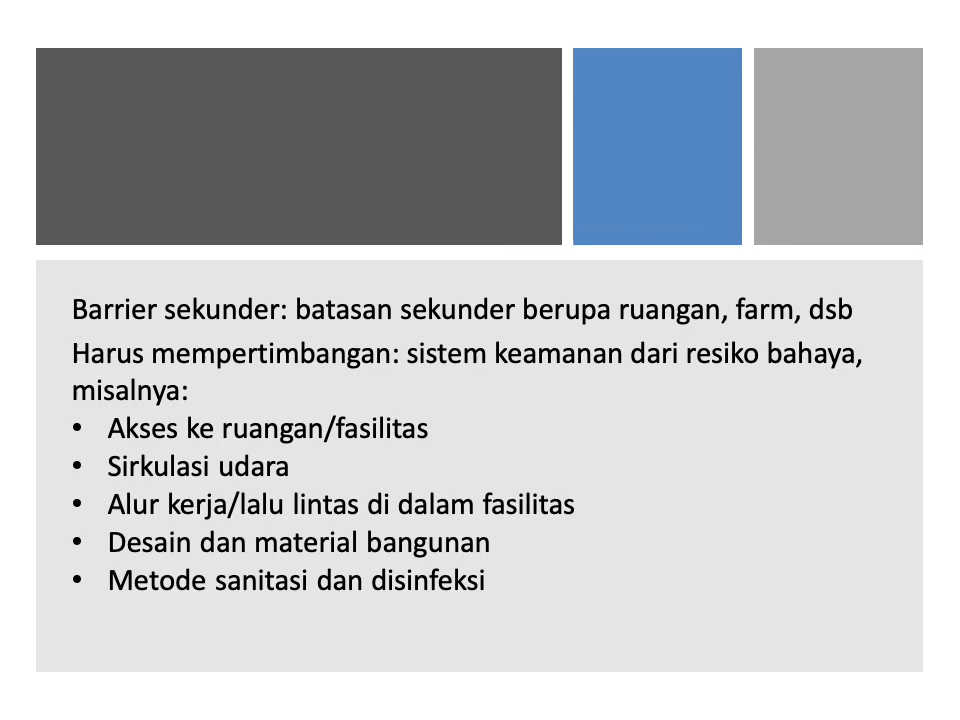 Barrier sekunder: batasan sekunder berupa ruangan, farm, dsb
Harus mempertimbangan: sistem keamanan dari resiko bahaya,
misalnya:
• Akses ke ruangan/fasilitas
• Sirkulasi udara
• Alur kerja/lalu lintas di dalam fasilitas
• Desain dan material bangunan
• Metode sanitasi dan disinfeksi